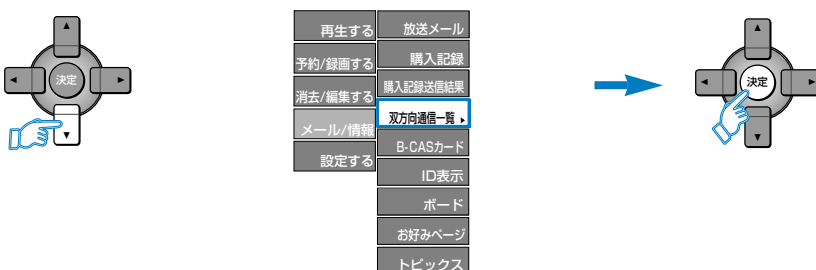 決定
再生する
予約/録画する
消去/編集する
メール/情報
設定する
放送メール
購入記録
購入記録送信結果
双方向通信一覧
B-CASカード
ID表示
ボード
お好みページ
トピックス
決定